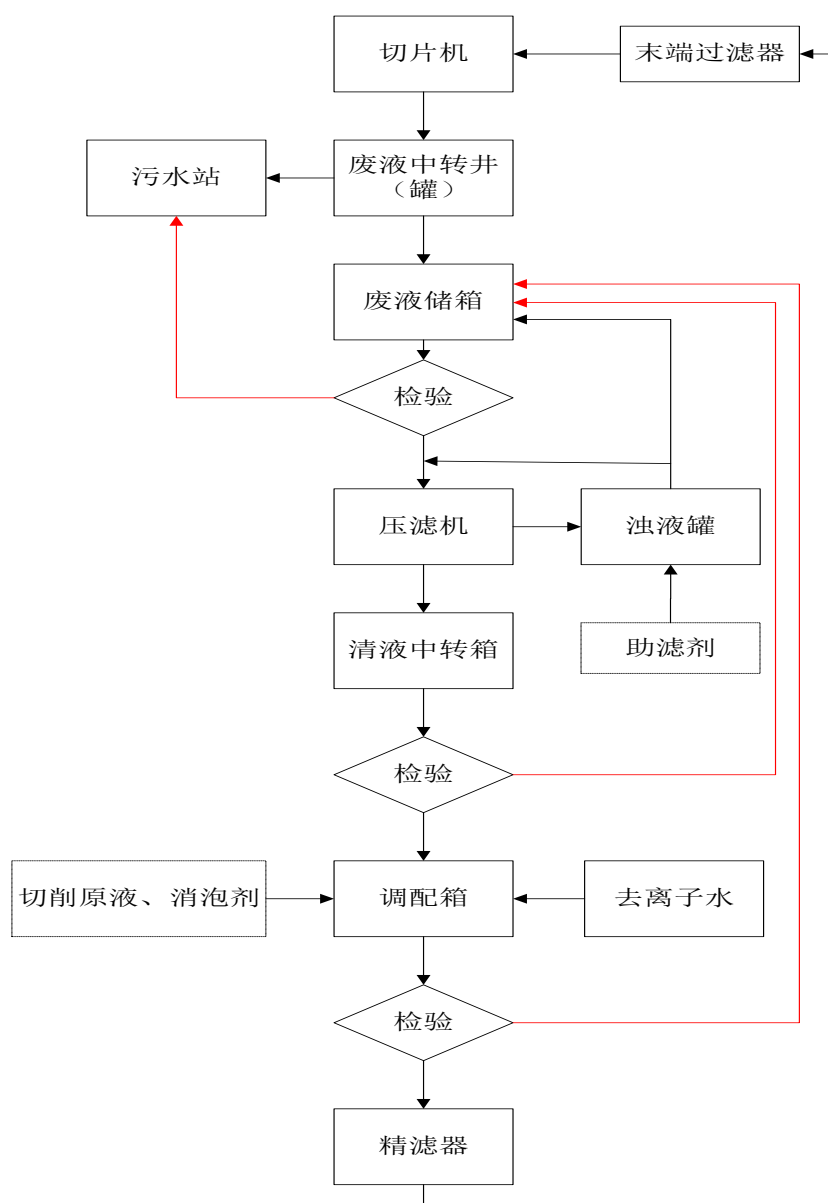 切片机
末端过滤器
污水站
废液中转井
（罐）
废液储箱
检验
压滤机
浊液罐
清液中转箱
助滤剂
检验
切削原液、消泡剂
调配箱
去离子水
检验
精滤器